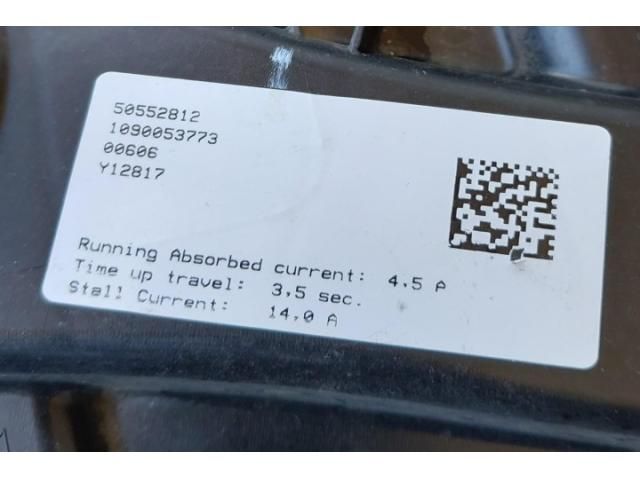 50552812
1090053773
00606
Y12817
Running Absorbed current: 4,5 A
Time up travel: 3,5 sec.
Stall Current: 14,0 A